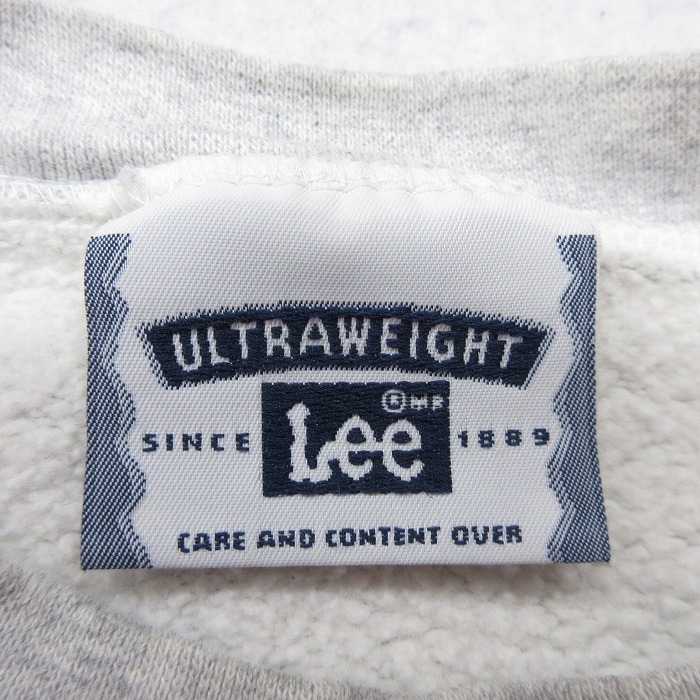 ULTRAWEIGHT
® MR
Lee
SINCE 1889
CARE AND CONTENT OVER